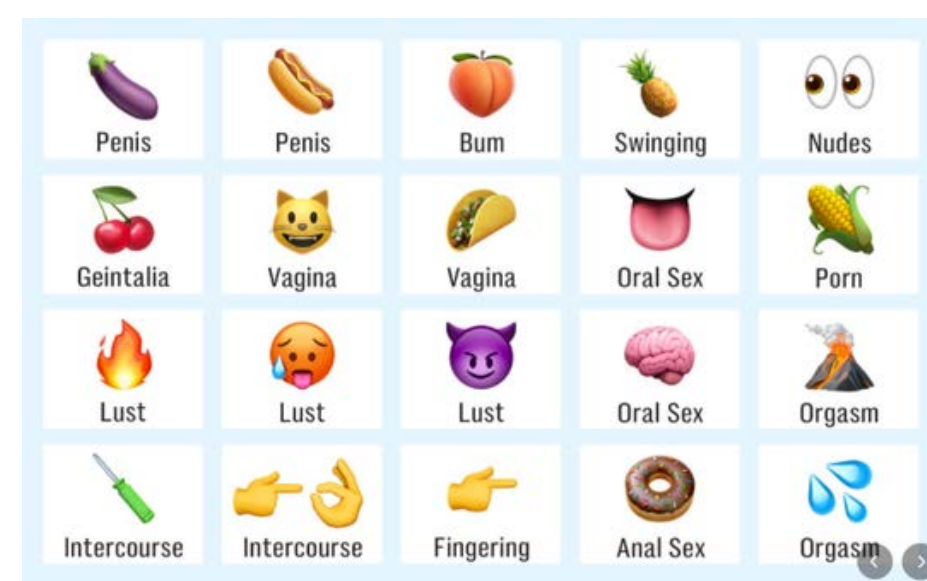 Penis Penis Bum Swinging Nudes
Geintalia Vagina Vagina Oral Sex Porn
Lust Lust Lust Oral Sex Orgasm
Intercourse Intercourse Fingering Anal Sex Orgasm